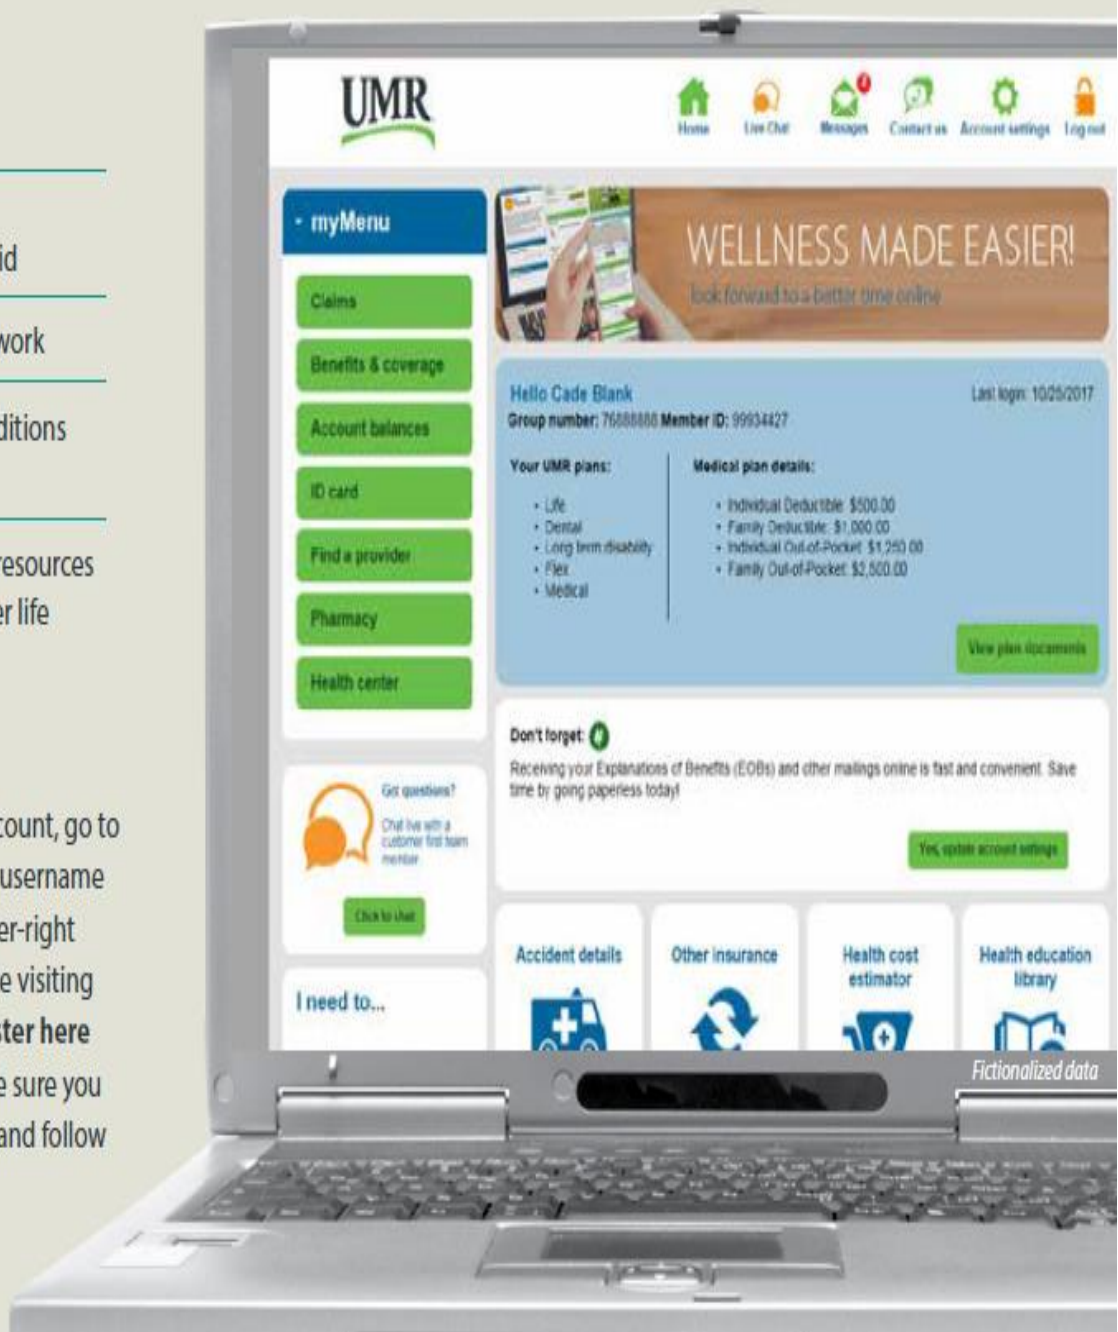 id
work
ditions
resources
er life
count, go to
username
er-right
e visiting
ster here
e sure you
and follow
UMR
Home
Live Chat
Messages
Contact us
Account settings
Log out
- myMenu
Claims
Benefits & coverage
Account balances
ID card
Find a provider
Pharmacy
Health center
Got questions?
Chat live with a
customer first team
member
Click to chat
I need to...
WELLNESS MADE EASIER!
look forward to a better time online
Hello Cade Blank
Last login: 10/25/2017
Group number: 76888888 Member ID: 99934427
Your UMR plans:
• Life
• Dental
• Long term disability
• Flex
• Medical
Medical plan details:
• Individual Deductible: $500.00
• Family Deductible: $1,000.00
• Individual Out-of-Pocket: $1,250.00
• Family Out-of-Pocket: $2,500.00
View plan documents
Don't forget:
Receiving your Explanations of Benefits (EOBs) and other mailings online is fast and convenient. Save
time by going paperless today!
Yes, update account settings
Accident details
Other insurance
Health cost
estimator
Health education
library
Fictionalized data